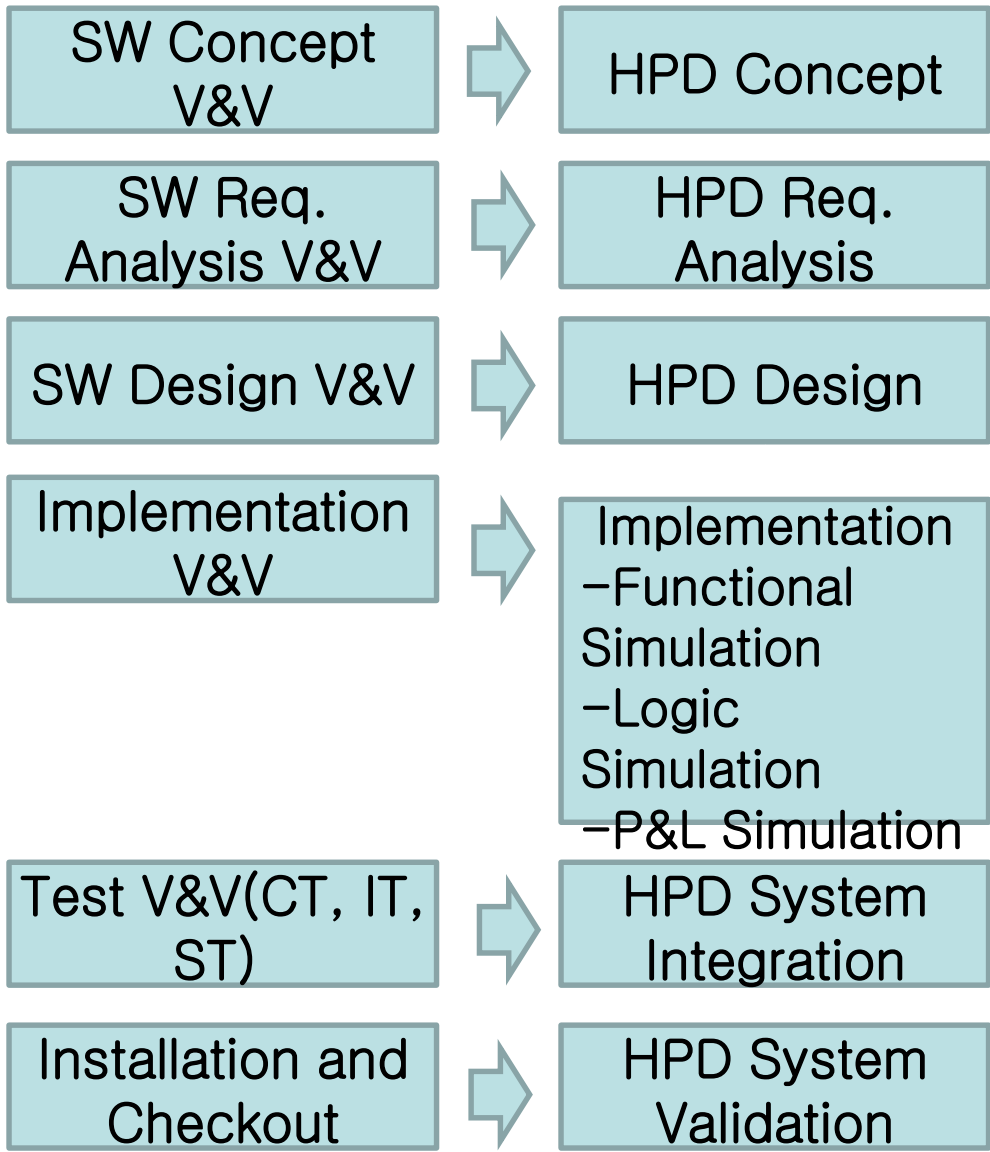 SW Concept
V&V
HPD Concept
SW Req.
Analysis V&V
HPD Req.
Analysis
SW Design V&V
HPD Design
Implementation
V&V
Implementation
-Functional
Simulation
-Logic
Simulation
-P&L Simulation
Test V&V(CT, IT,
ST)
HPD System
Integration
Installation and
Checkout
HPD System
Validation